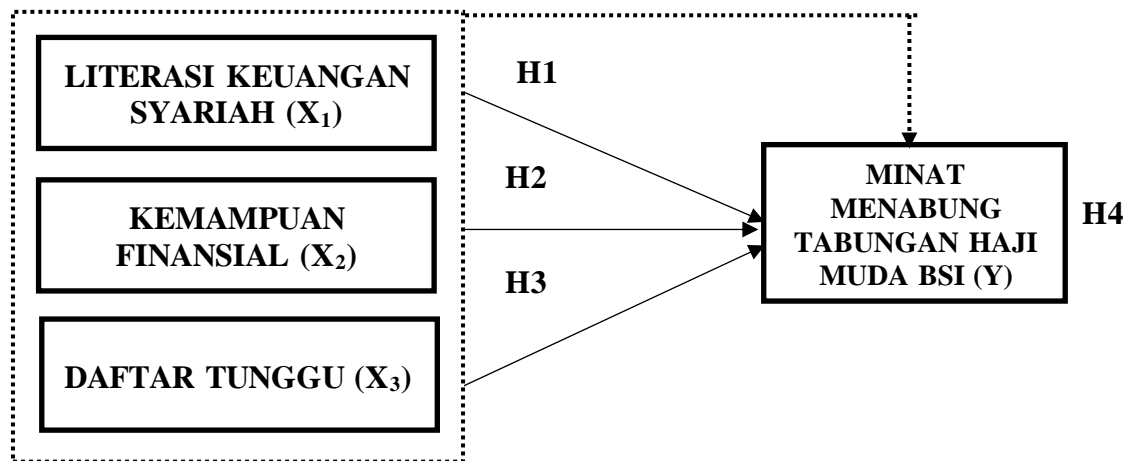 LITERASI KEUANGAN
SYARIAH (X₁)
H1
KEMAMPUAN
FINANSIAL (X₂)
H2
DAFTAR TUNGGU (X₃)
H3
MINAT
MENABUNG
TABUNGAN HAJI
MUDA BSI (Y)
H4